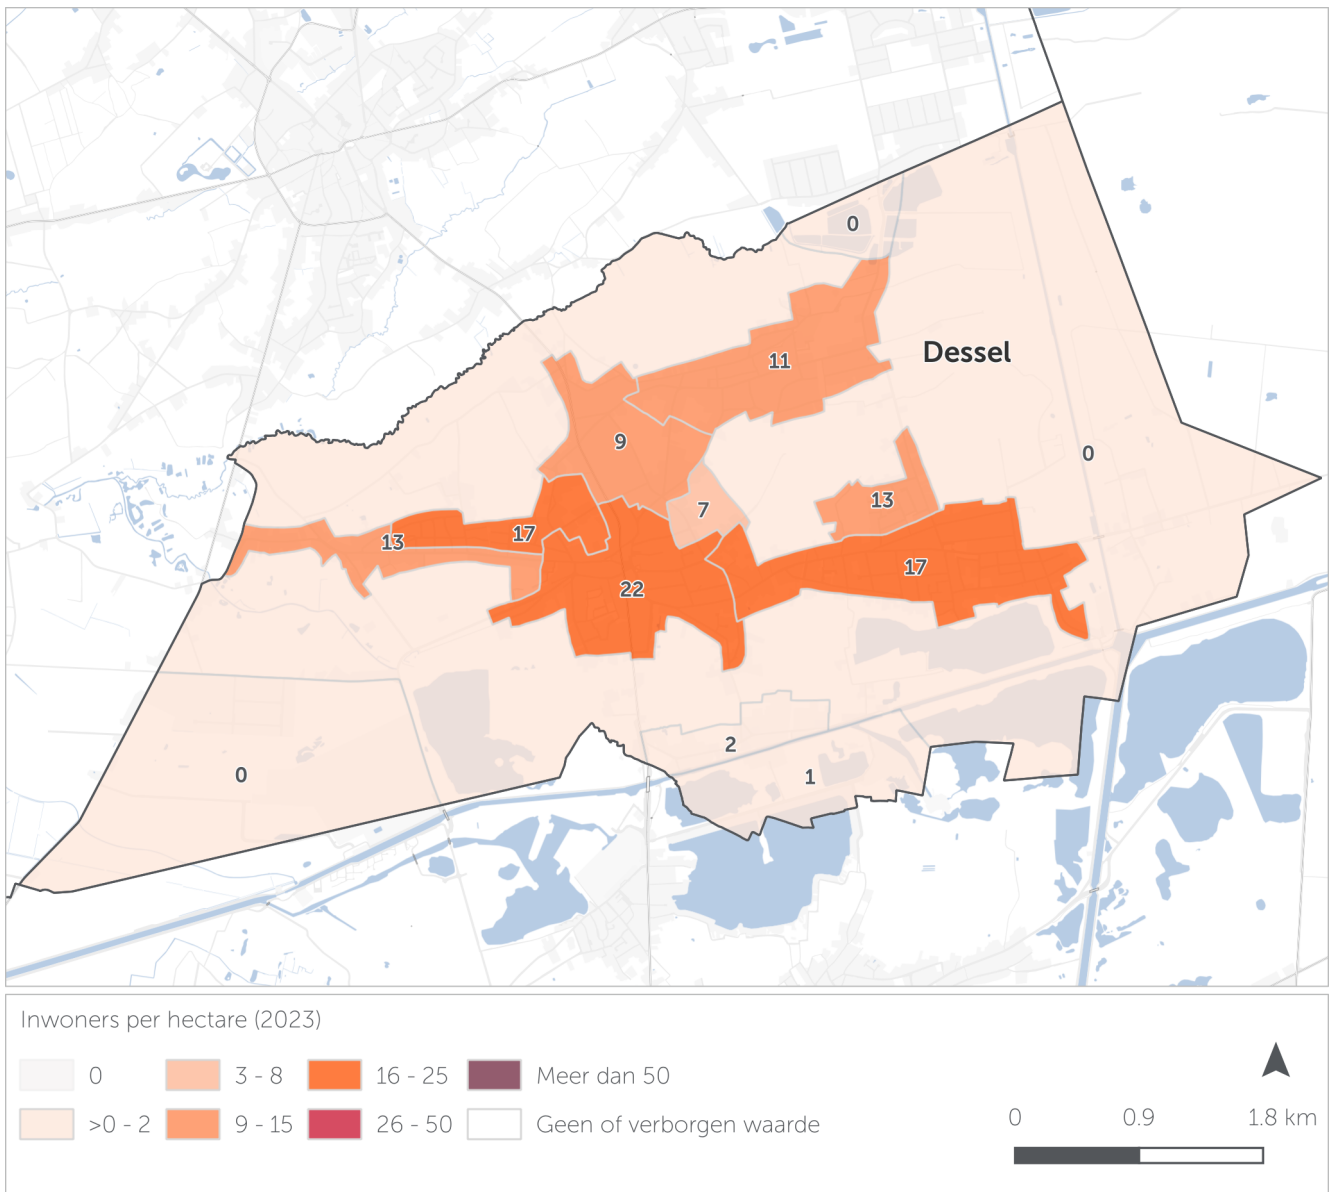 0
11
Dessel
9
0
7
13
13
17
17
22
2
0
1
Inwoners per hectare (2023)
0
3 - 8
16 - 25
Meer dan 50
>0 - 2
9 - 15
26 - 50
Geen of verborgen waarde
0 0.9 1.8 km